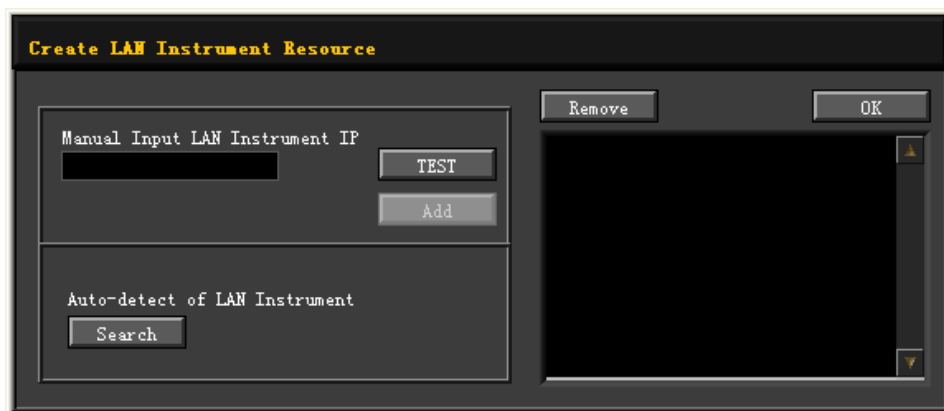 Create LAN Instrument Resource
Manual Input LAN Instrument IP
TEST
Add
Auto-detect of LAN Instrument
Search
Remove
OK